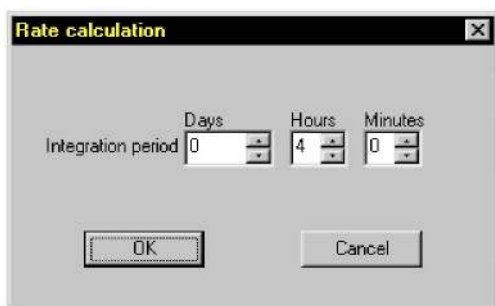 Rate calculation
Days Hours Minutes
Integration period 0 4 0
OK Cancel